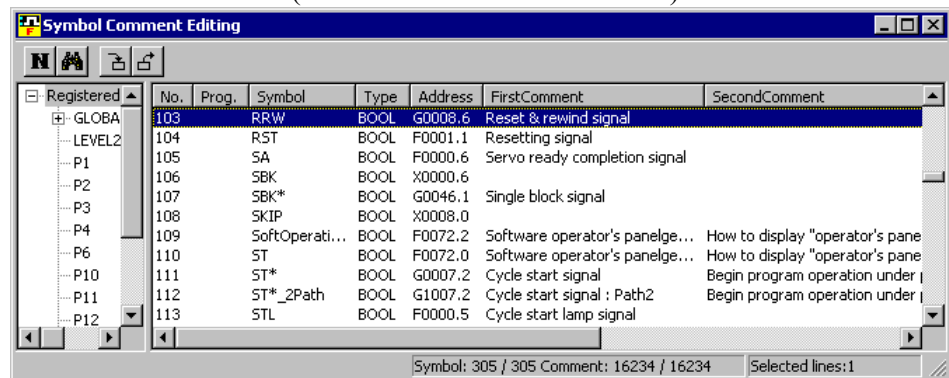 Symbol Comment Editing
N
Registered
GLOBA
LEVEL2
P1
P2
P3
P4
P6
P10
P11
P12
No. Prog. Symbol Type Address FirstComment SecondComment
103 RRW BOOL G0008.6 Reset & rewind signal
104 RST BOOL F0001.1 Resetting signal
105 SA BOOL F0000.6 Servo ready completion signal
106 SBK BOOL X0000.6
107 SBK* BOOL G0046.1 Single block signal
108 SKIP BOOL X0008.0
109 SoftOperati... BOOL F0072.2 Software operator's panelge... How to display "operator's pane
110 ST BOOL F0072.0 Software operator's panelge... How to display "operator's pane
111 ST* BOOL G0007.2 Cycle start signal Begin program operation under
112 ST*_2Path BOOL G1007.2 Cycle start signal : Path2 Begin program operation under
113 STL BOOL F0000.5 Cycle start lamp signal
Symbol: 305 / 305 Comment: 16234 / 16234 Selected lines:1